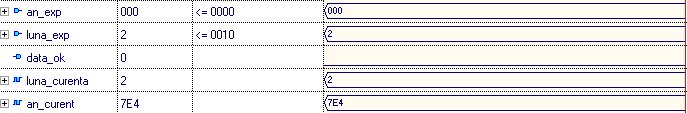 an_exp 000 <= 0000 000
luna_exp 2 <= 0010 2
data_ok 0
luna_curenta 2 2
an_curent 7E4 7E4